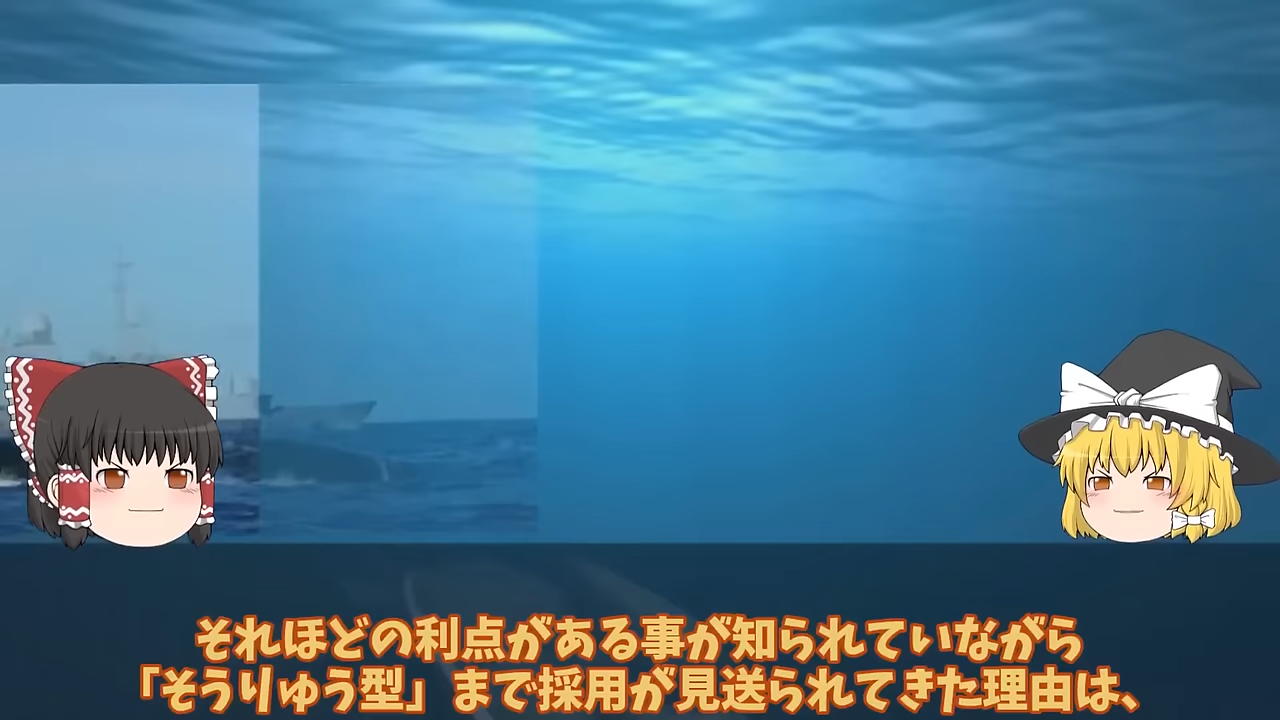 それほどの利点がある事が知られていながら
「そうりゅう型」まで採用が見送られてきた理由は、